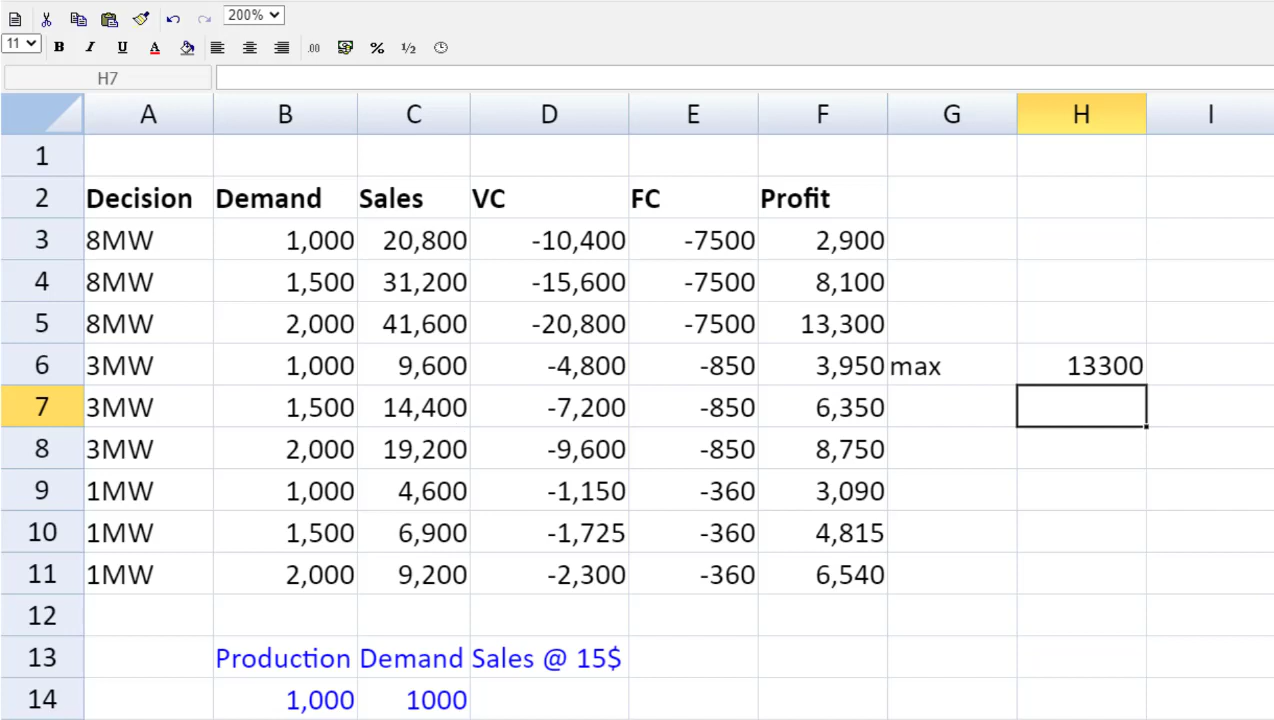 200%
11 B I U A .00 % ½
H7
A B C D E F G H I
1
2 Decision Demand Sales VC FC Profit
3 8MW 1,000 20,800 -10,400 -7500 2,900
4 8MW 1,500 31,200 -15,600 -7500 8,100
5 8MW 2,000 41,600 -20,800 -7500 13,300
6 3MW 1,000 9,600 -4,800 -850 3,950 max 13300
7 3MW 1,500 14,400 -7,200 -850 6,350
8 3MW 2,000 19,200 -9,600 -850 8,750
9 1MW 1,000 4,600 -1,150 -360 3,090
10 1MW 1,500 6,900 -1,725 -360 4,815
11 1MW 2,000 9,200 -2,300 -360 6,540
12
13 Production Demand Sales @ 15$
14 1,000 1000